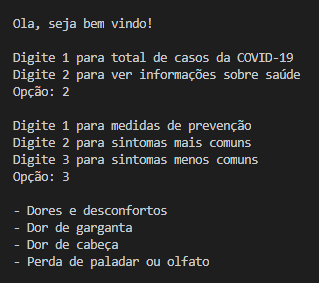 Ola, seja bem vindo!
Digite 1 para total de casos da COVID-19
Digite 2 para ver informações sobre saúde
Opção: 2
Digite 1 para medidas de prevenção
Digite 2 para sintomas mais comuns
Digite 3 para sintomas menos comuns
Opção: 3
- Dores e desconfortos
- Dor de garganta
- Dor de cabeça
- Perda de paladar ou olfato